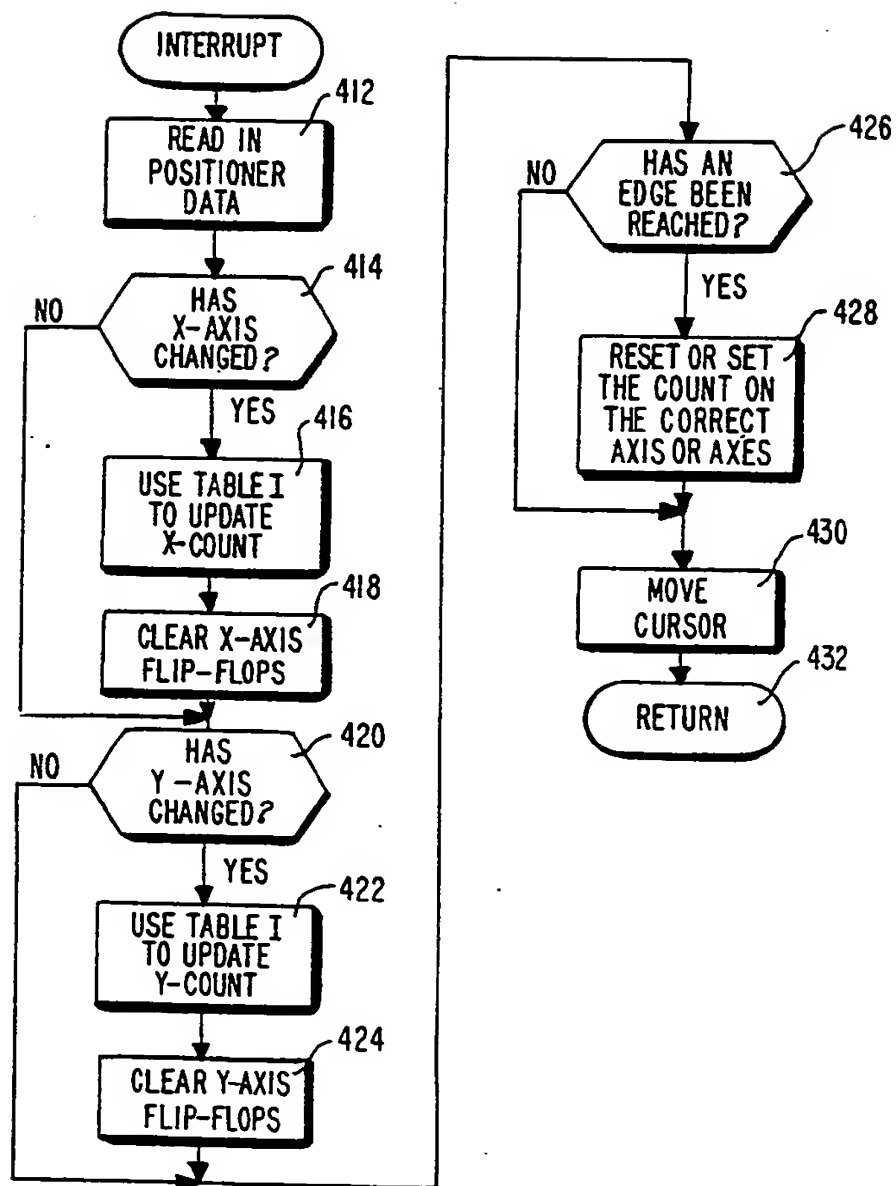 INTERRUPT
412
READ IN
POSITIONER
DATA
414
HAS
X-AXIS
CHANGED?
NO
YES
416
USE TABLE I
TO UPDATE
X-COUNT
418
CLEAR X-AXIS
FLIP-FLOPS
420
HAS
Y-AXIS
CHANGED?
NO
YES
422
USE TABLE I
TO UPDATE
Y-COUNT
424
CLEAR Y-AXIS
FLIP-FLOPS
426
HAS AN
EDGE BEEN
REACHED?
NO
YES
428
RESET OR SET
THE COUNT ON
THE CORRECT
AXIS OR AXES
430
MOVE
CURSOR
432
RETURN